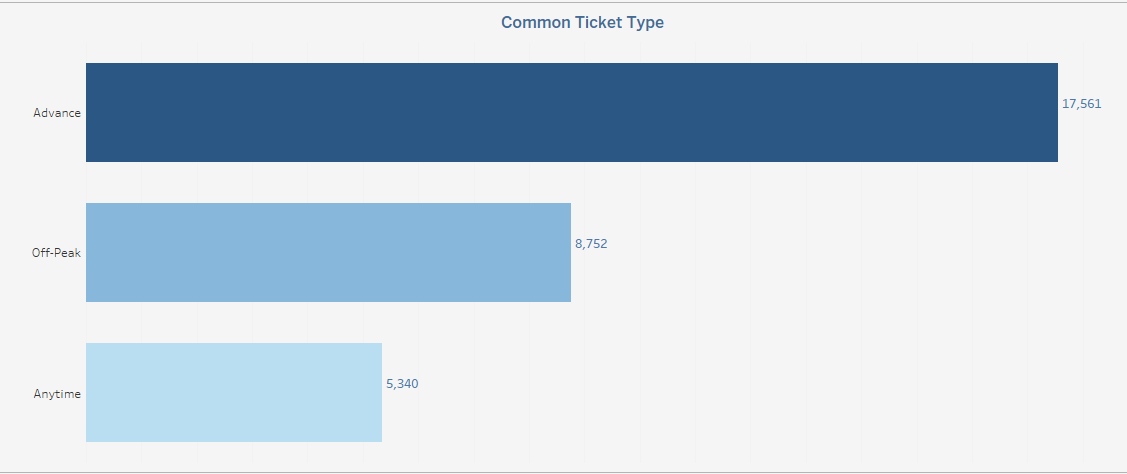 Common Ticket Type
Advance
17,561
Off-Peak
8,752
Anytime
5,340